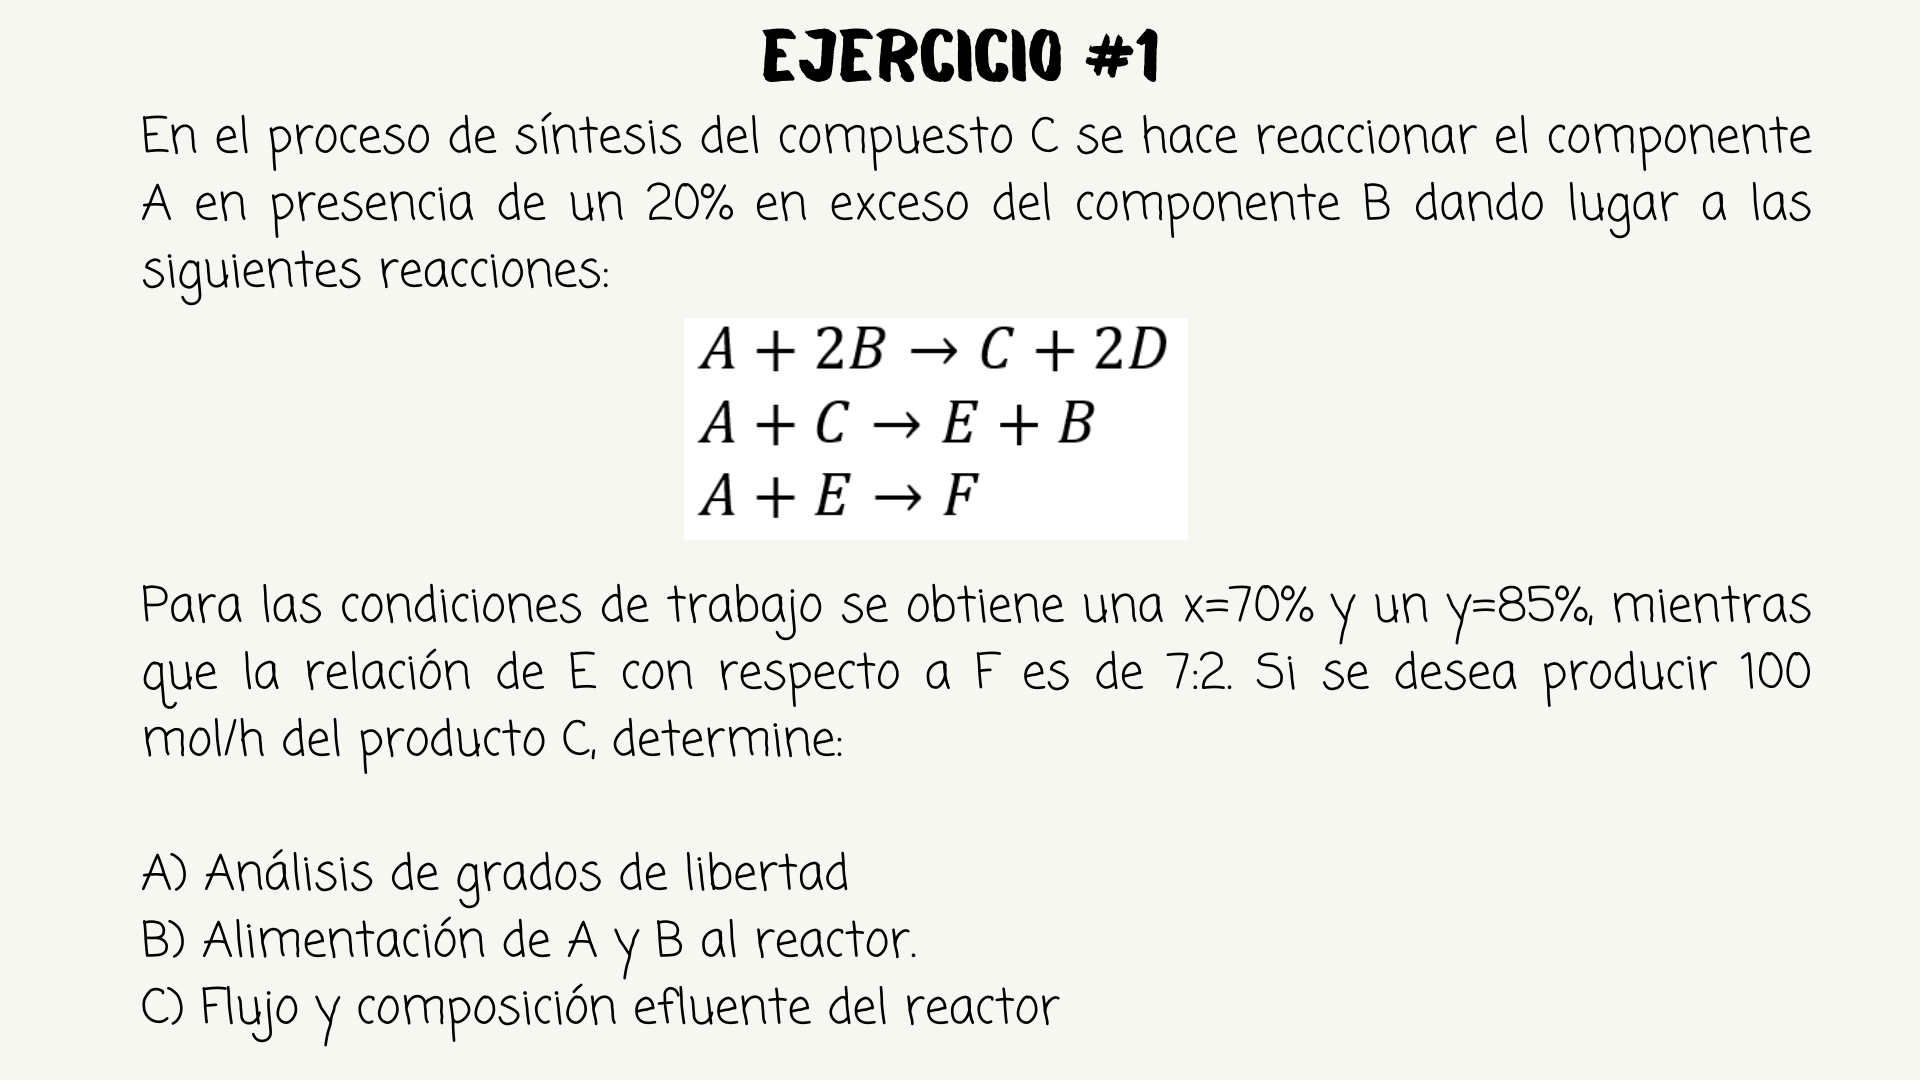 EJERCICIO #1
En el proceso de síntesis del compuesto C se hace reaccionar el componente
A en presencia de un 20% en exceso del componente B dando lugar a las
siguientes reacciones:
A + 2B → C + 2D
A + C → E + B
A + E → F
Para las condiciones de trabajo se obtiene una x=70% y un y=85%, mientras
que la relación de E con respecto a F es de 7:2. Si se desea producir 100
mol/h del producto C, determine:
A) Análisis de grados de libertad
B) Alimentación de A y B al reactor.
C) Flujo y composición efluente del reactor